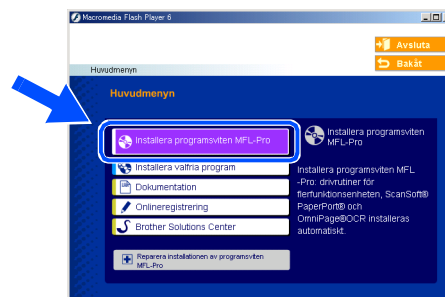 Macromedia Flash Player 6
Avsluta
Bakåt
Huvudmenyn
Huvudmenyn
Installera programsviten MFL-Pro
Installera valfria program
Dokumentation
Onlineregistrering
Brother Solutions Center
Reparera installationen av programsviten
MFL-Pro
Installera programsviten
MFL-Pro
Installera programsviten MFL
-Pro: drivrutiner för
flerfunktionsenheten, ScanSoft®
PaperPort® och
OmniPage®OCR installeras
automatiskt.